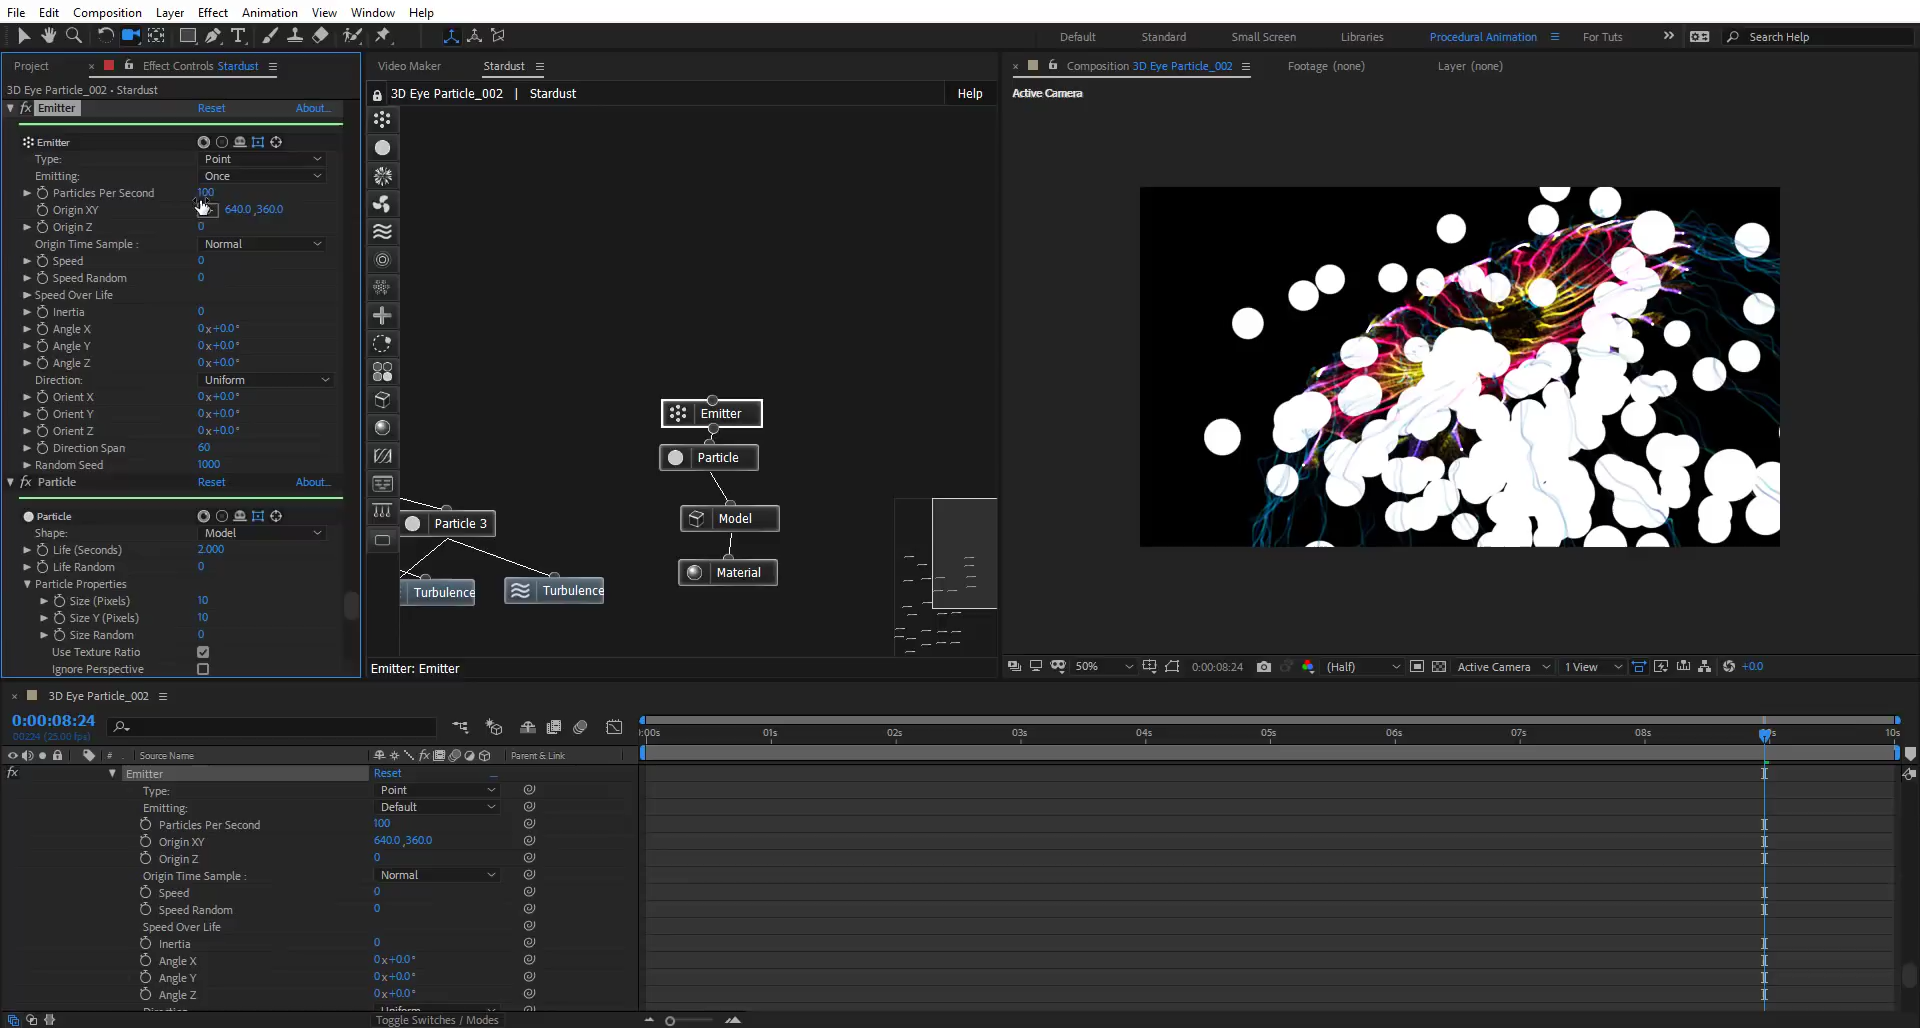 File Edit Composition Layer Effect Animation View Window Help
Default Standard Small Screen Libraries Procedural Animation For Tuts Search Help
Project Effect Controls Stardust
3D Eye Particle_002 • Stardust
fx Emitter Reset About...
Emitter
Type: Point
Emitting: Once
Particles Per Second 100
Origin XY 640.0 ,360.0
Origin Z 0
Origin Time Sample : Normal
Speed 0
Speed Random 0
Speed Over Life
Inertia 0
Angle X 0x+0.0°
Angle Y 0x+0.0°
Angle Z 0x+0.0°
Direction: Uniform
Orient X 0x+0.0°
Orient Y 0x+0.0°
Orient Z 0x+0.0°
Direction Span 60
Random Seed 1000
fx Particle Reset About...
Particle
Shape: Model
Life (Seconds) 2.000
Life Random 0
Particle Properties
Size (Pixels) 10
Size Y (Pixels) 10
Size Random 0
Use Texture Ratio
Ignore Perspective
Video Maker Stardust
3D Eye Particle_002 | Stardust Help
Emitter
Particle
Particle 3
Model
Turbulence
Turbulence
Material
Emitter: Emitter
Composition 3D Eye Particle_002 Footage (none) Layer (none)
Active Camera
50% 0:00:08:24 (Half) Active Camera 1 View +0.0
3D Eye Particle_002
0:00:08:24
00224 (25.00 fps)
# Source Name fx Parent & Link
:00s 01s 02s 03s 04s 05s 06s 07s 08s 10s
fx Emitter Reset
Type: Point
Emitting: Default
Particles Per Second 100
Origin XY 640.0 ,360.0
Origin Z 0
Origin Time Sample : Normal
Speed 0
Speed Random 0
Speed Over Life
Inertia 0
Angle X 0x+0.0°
Angle Y 0x+0.0°
Angle Z 0x+0.0°
Toggle Switches / Modes